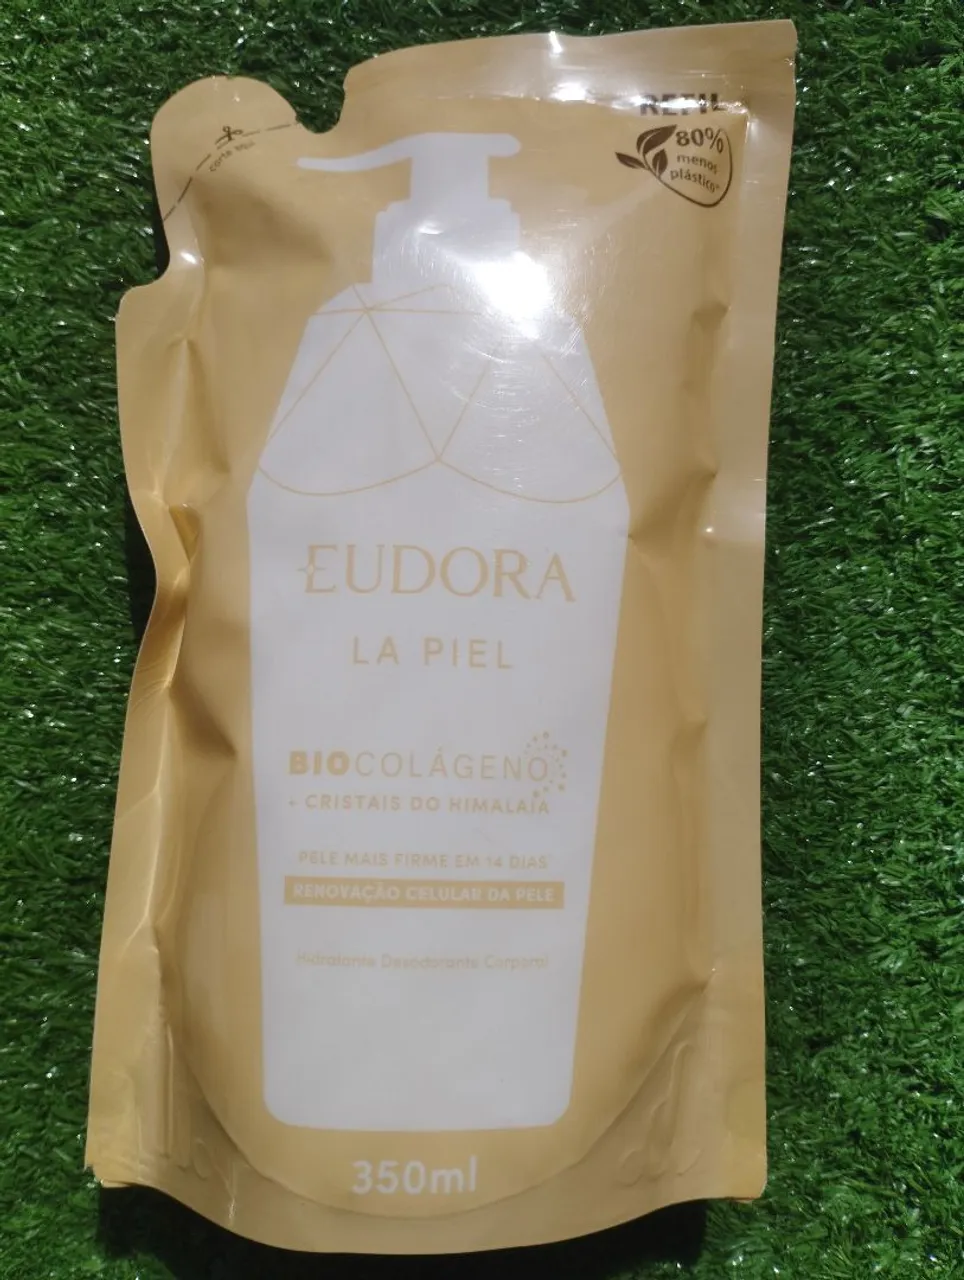 REFIL
80%
menos
plástico*
corte aqui
EUDORA
LA PIEL
BIOCOLÁGENO
+ CRISTAIS DO HIMALAIA
PELE MAIS FIRME EM 14 DIAS
RENOVAÇÃO CELULAR DA PELE
Hidratante Desodorante Corporal
350ml